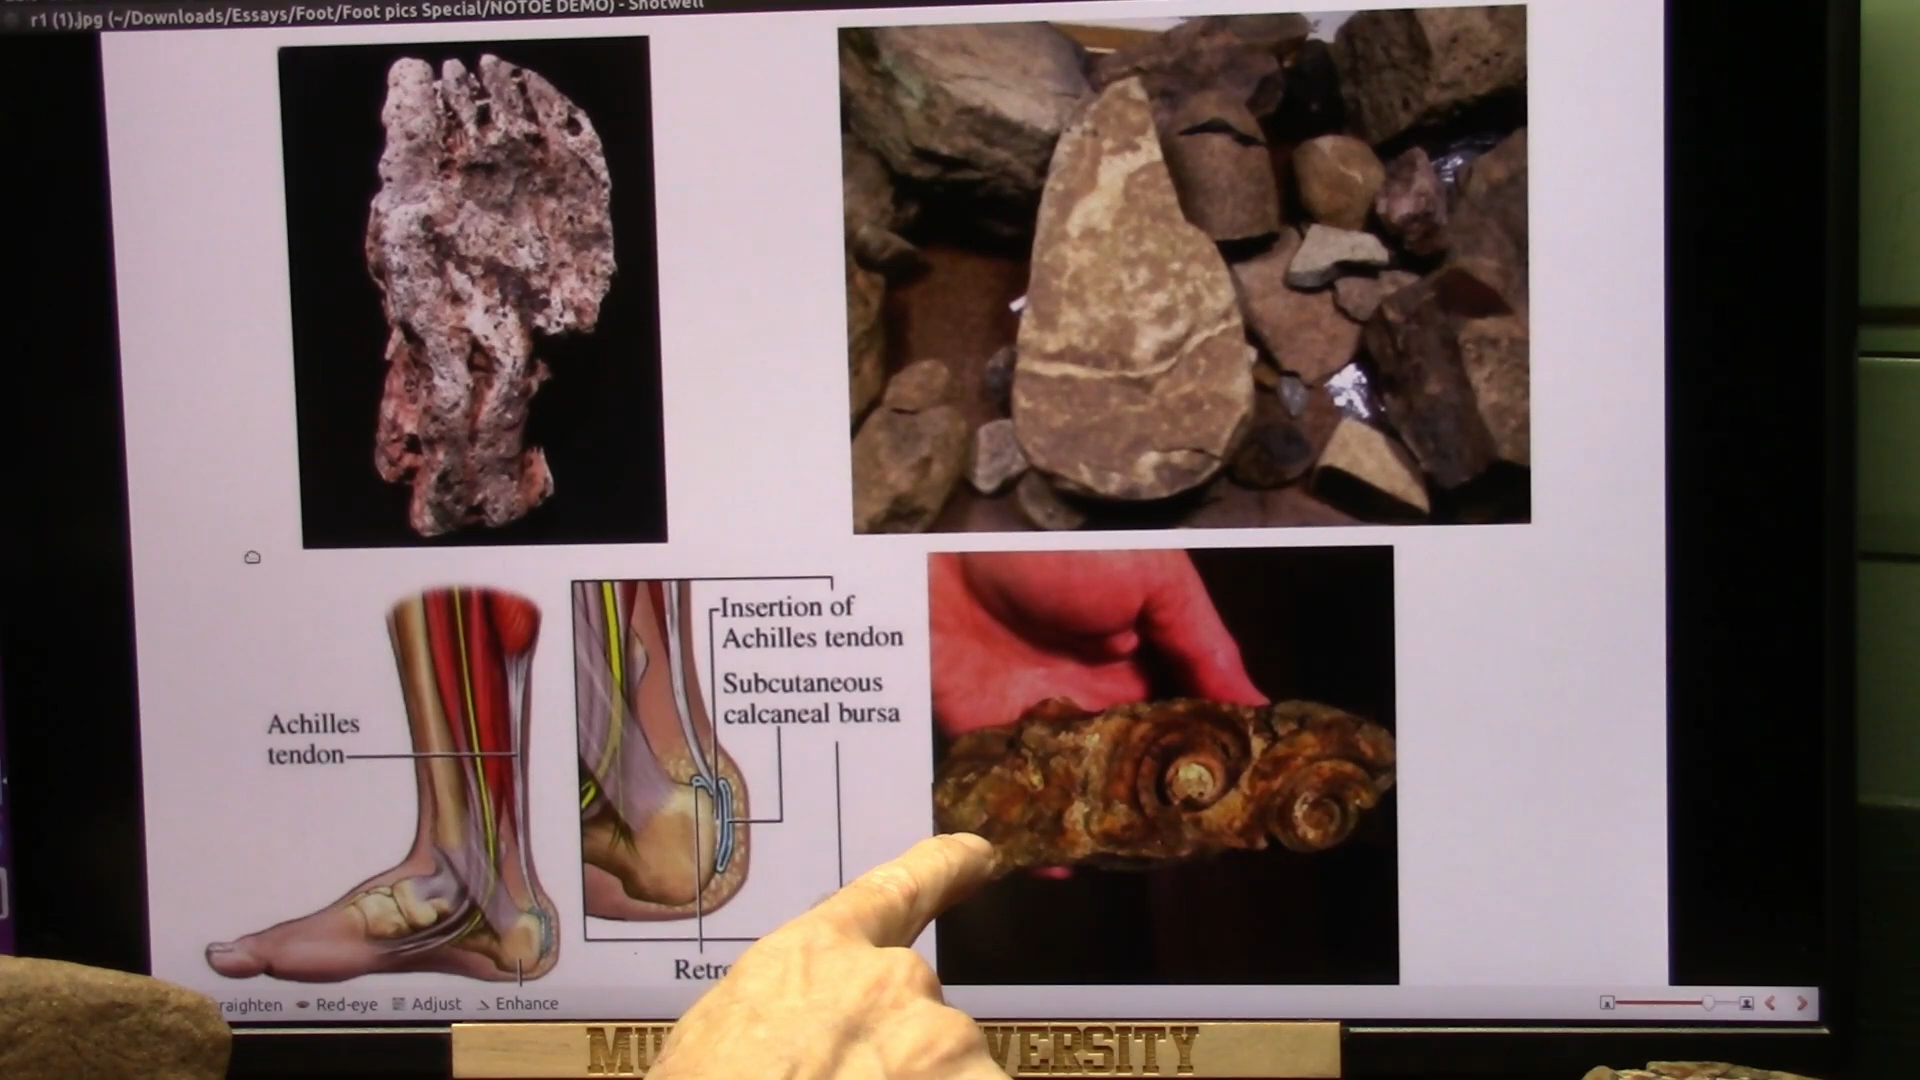 r1 (1).jpg (~/Downloads/Essays/Foot/Foot pics Special/NOTOE DEMO) - Shotwell
Insertion of
Achilles tendon
Subcutaneous
calcaneal bursa
Achilles
tendon
Retr
raighten Red-eye Adjust Enhance
MU VERSITY